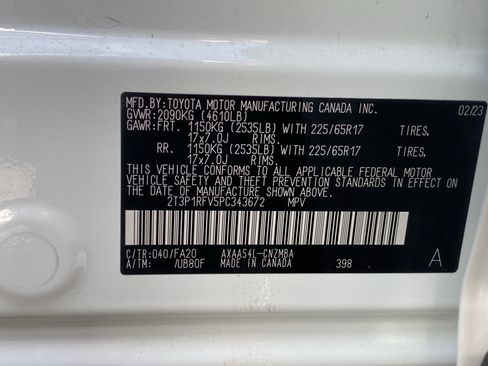 MFD.BY:TOYOTA MOTOR MANUFACTURING CANADA INC. 02/23
GVWR:2090KG (4610LB)
GAWR:FRT. 1150KG (2535LB) WITH 225/65R17 TIRES,
17x7.0J RIMS.
RR. 1150KG (2535LB) WITH 225/65R17 TIRES,
17x7.0J RIMS.
THIS VEHICLE CONFORMS TO ALL APPLICABLE FEDERAL MOTOR
VEHICLE SAFETY AND THEFT PREVENTION STANDARDS IN EFFECT ON
THE DATE OF MANUFACTURE SHOWN ABOVE.
2T3P1RFV5PC343672 MPV
C/TR:040/FA20 AXAA54L-CNZMBA A
A/TM: /UB80F MADE IN CANADA 398